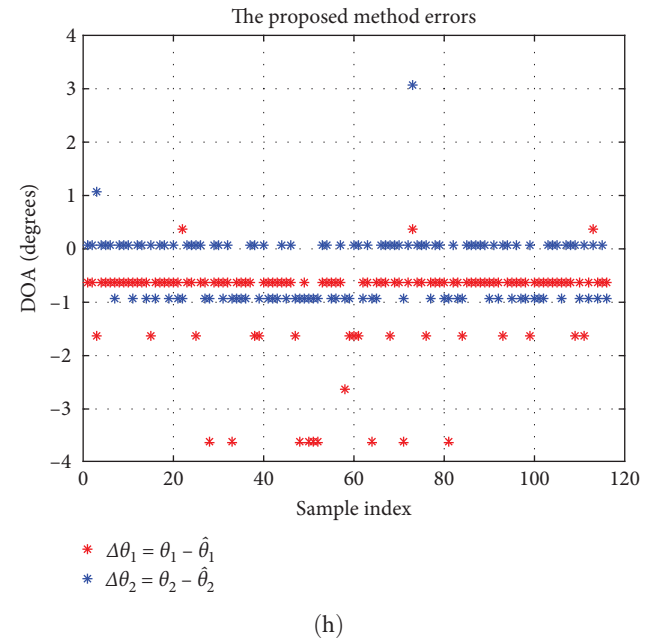 The proposed method errors
4
3
2
1
0
−1
−2
−3
−4
DOA (degrees)
0 20 40 60 80 100 120
Sample index
Δθ₁ = θ₁ – θ̂₁
Δθ₂ = θ₂ – θ̂₂
(h)